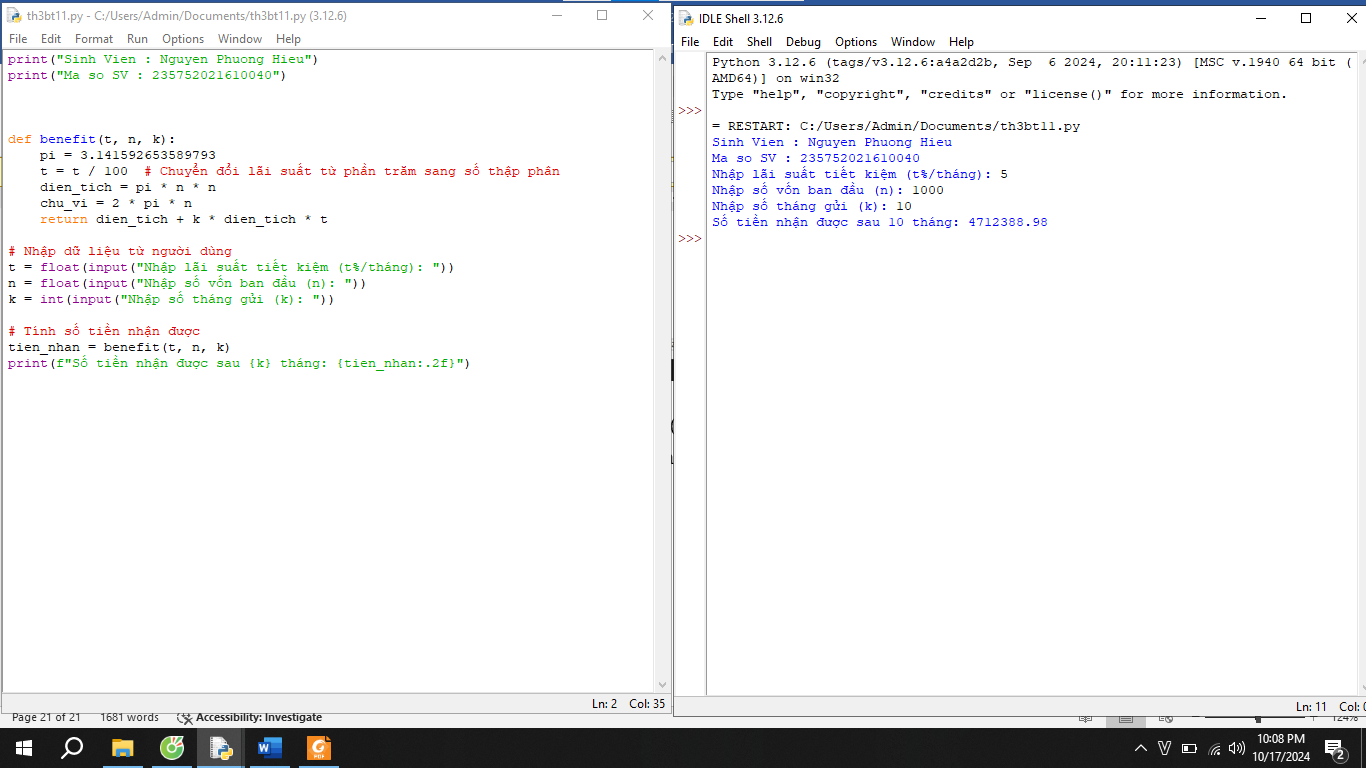 th3bt11.py - C:/Users/Admin/Documents/th3bt11.py (3.12.6)
File Edit Format Run Options Window Help
print("Sinh Vien : Nguyen Phuong Hieu")
print("Ma so SV : 235752021610040")
def benefit(t, n, k):
    pi = 3.141592653589793
    t = t / 100  # Chuyển đổi lãi suất từ phần trăm sang số thập phân
    dien_tich = pi * n * n
    chu_vi = 2 * pi * n
    return dien_tich + k * dien_tich * t
# Nhập dữ liệu từ người dùng
t = float(input("Nhập lãi suất tiết kiệm (t%/tháng): "))
n = float(input("Nhập số vốn ban đầu (n): "))
k = int(input("Nhập số tháng gửi (k): "))
# Tính số tiền nhận được
tien_nhan = benefit(t, n, k)
print(f"Số tiền nhận được sau {k} tháng: {tien_nhan:.2f}")
Ln: 2 Col: 35
IDLE Shell 3.12.6
File Edit Shell Debug Options Window Help
Python 3.12.6 (tags/v3.12.6:a4a2d2b, Sep  6 2024, 20:11:23) [MSC v.1940 64 bit (
AMD64)] on win32
Type "help", "copyright", "credits" or "license()" for more information.
>>>
= RESTART: C:/Users/Admin/Documents/th3bt11.py
Sinh Vien : Nguyen Phuong Hieu
Ma so SV : 235752021610040
Nhập lãi suất tiết kiệm (t%/tháng): 5
Nhập số vốn ban đầu (n): 1000
Nhập số tháng gửi (k): 10
Số tiền nhận được sau 10 tháng: 4712388.98
>>>
Ln: 11 Col:
Page 21 of 21 1681 words Accessibility: Investigate
124%
10:08 PM
10/17/2024
2